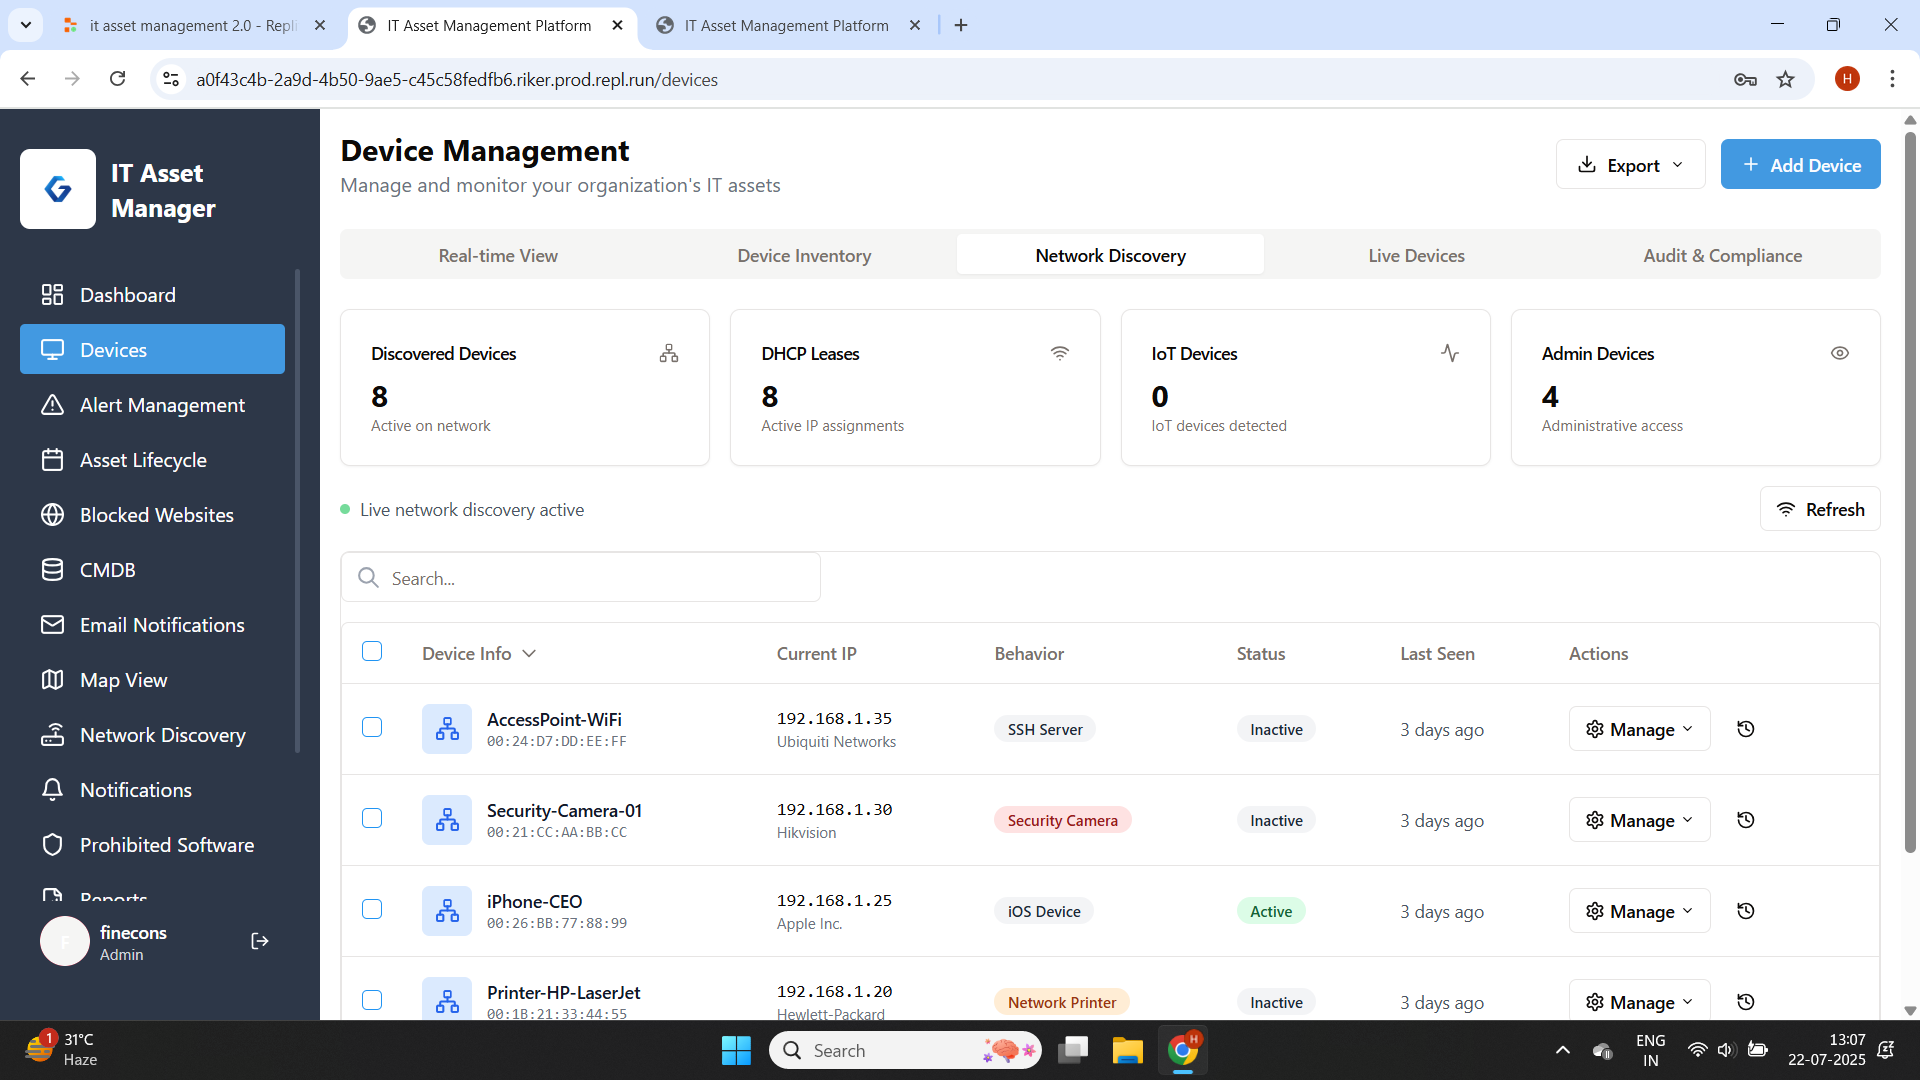 it asset management 2.0 - Repl
IT Asset Management Platform
IT Asset Management Platform
a0f43c4b-2a9d-4b50-9ae5-c45c58fedfb6.riker.prod.repl.run/devices
H
IT Asset
Manager
Dashboard
Devices
Alert Management
Asset Lifecycle
Blocked Websites
CMDB
Email Notifications
Map View
Network Discovery
Notifications
Prohibited Software
Reports
F
finecons
Admin
Device Management
Manage and monitor your organization's IT assets
Export
+ Add Device
Real-time View
Device Inventory
Network Discovery
Live Devices
Audit & Compliance
Discovered Devices
8
Active on network
DHCP Leases
8
Active IP assignments
IoT Devices
0
IoT devices detected
Admin Devices
4
Administrative access
Live network discovery active
Refresh
Search...
Device Info Current IP Behavior Status Last Seen Actions
AccessPoint-WiFi
00:24:D7:DD:EE:FF
192.168.1.35
Ubiquiti Networks
SSH Server
Inactive
3 days ago
Manage
Security-Camera-01
00:21:CC:AA:BB:CC
192.168.1.30
Hikvision
Security Camera
Inactive
3 days ago
Manage
iPhone-CEO
00:26:BB:77:88:99
192.168.1.25
Apple Inc.
iOS Device
Active
3 days ago
Manage
Printer-HP-LaserJet
00:1B:21:33:44:55
192.168.1.20
Hewlett-Packard
Network Printer
Inactive
3 days ago
Manage
1
31°C
Haze
Search
H
ENG
IN
13:07
22-07-2025